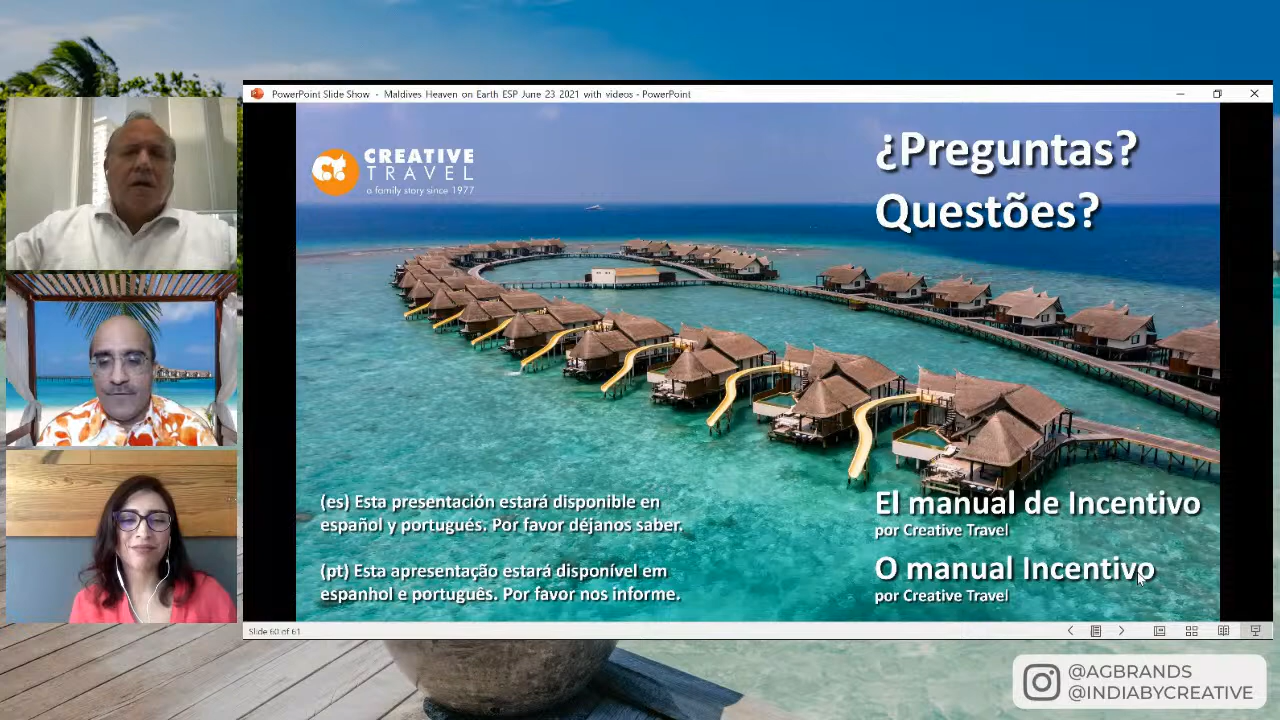 PowerPoint Slide Show - Maldives Heaven on Earth ESP June 23 2021 with videos - PowerPoint
CREATIVE
TRAVEL
a family story since 1977
¿Preguntas?
Questões?
(es) Esta presentación estará disponible en
español y portugués. Por favor déjanos saber.
(pt) Esta apresentação estará disponível em
espanhol e português. Por favor nos informe.
El manual de Incentivo
por Creative Travel
O manual Incentivo
por Creative Travel
Slide 60 of 61
@AGBRANDS
@INDIABYCREATIVE